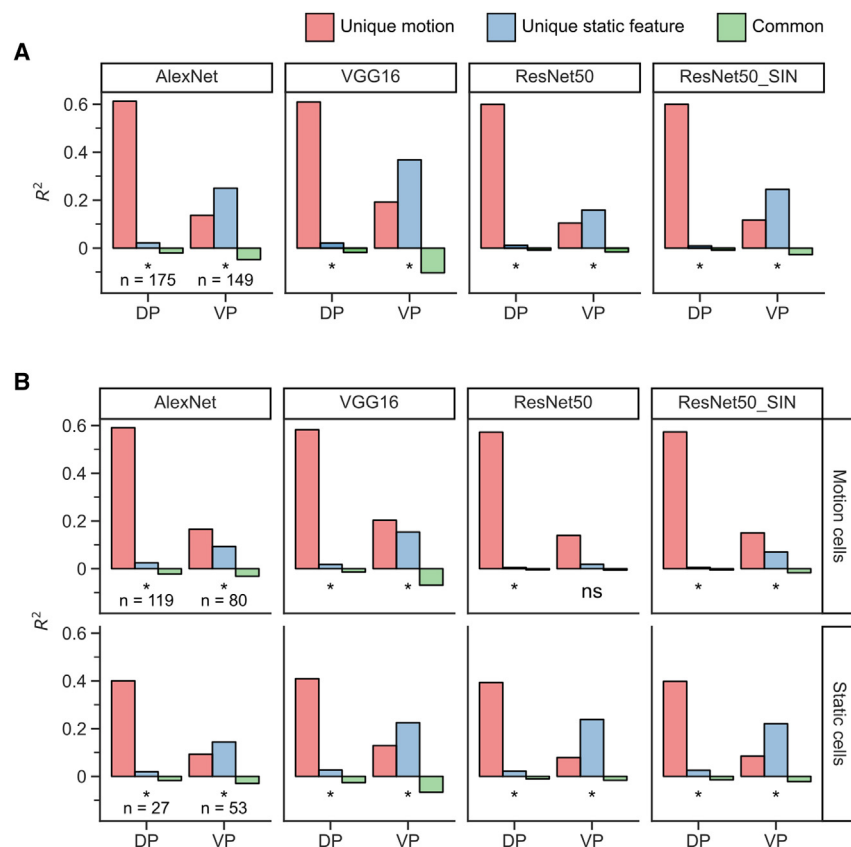 Unique motion Unique static feature Common
A
AlexNet VGG16 ResNet50 ResNet50_SIN
0.6
0.4
0.2
0
R²
* * * * * * * *
n = 175 n = 149
DP VP DP VP DP VP DP VP
B
AlexNet VGG16 ResNet50 ResNet50_SIN
0.6
0.4
0.2
0
Motion cells
* * * * * ns * *
n = 119 n = 80
R²
0.6
0.4
0.2
0
Static cells
* * * * * * * *
n = 27 n = 53
DP VP DP VP DP VP DP VP